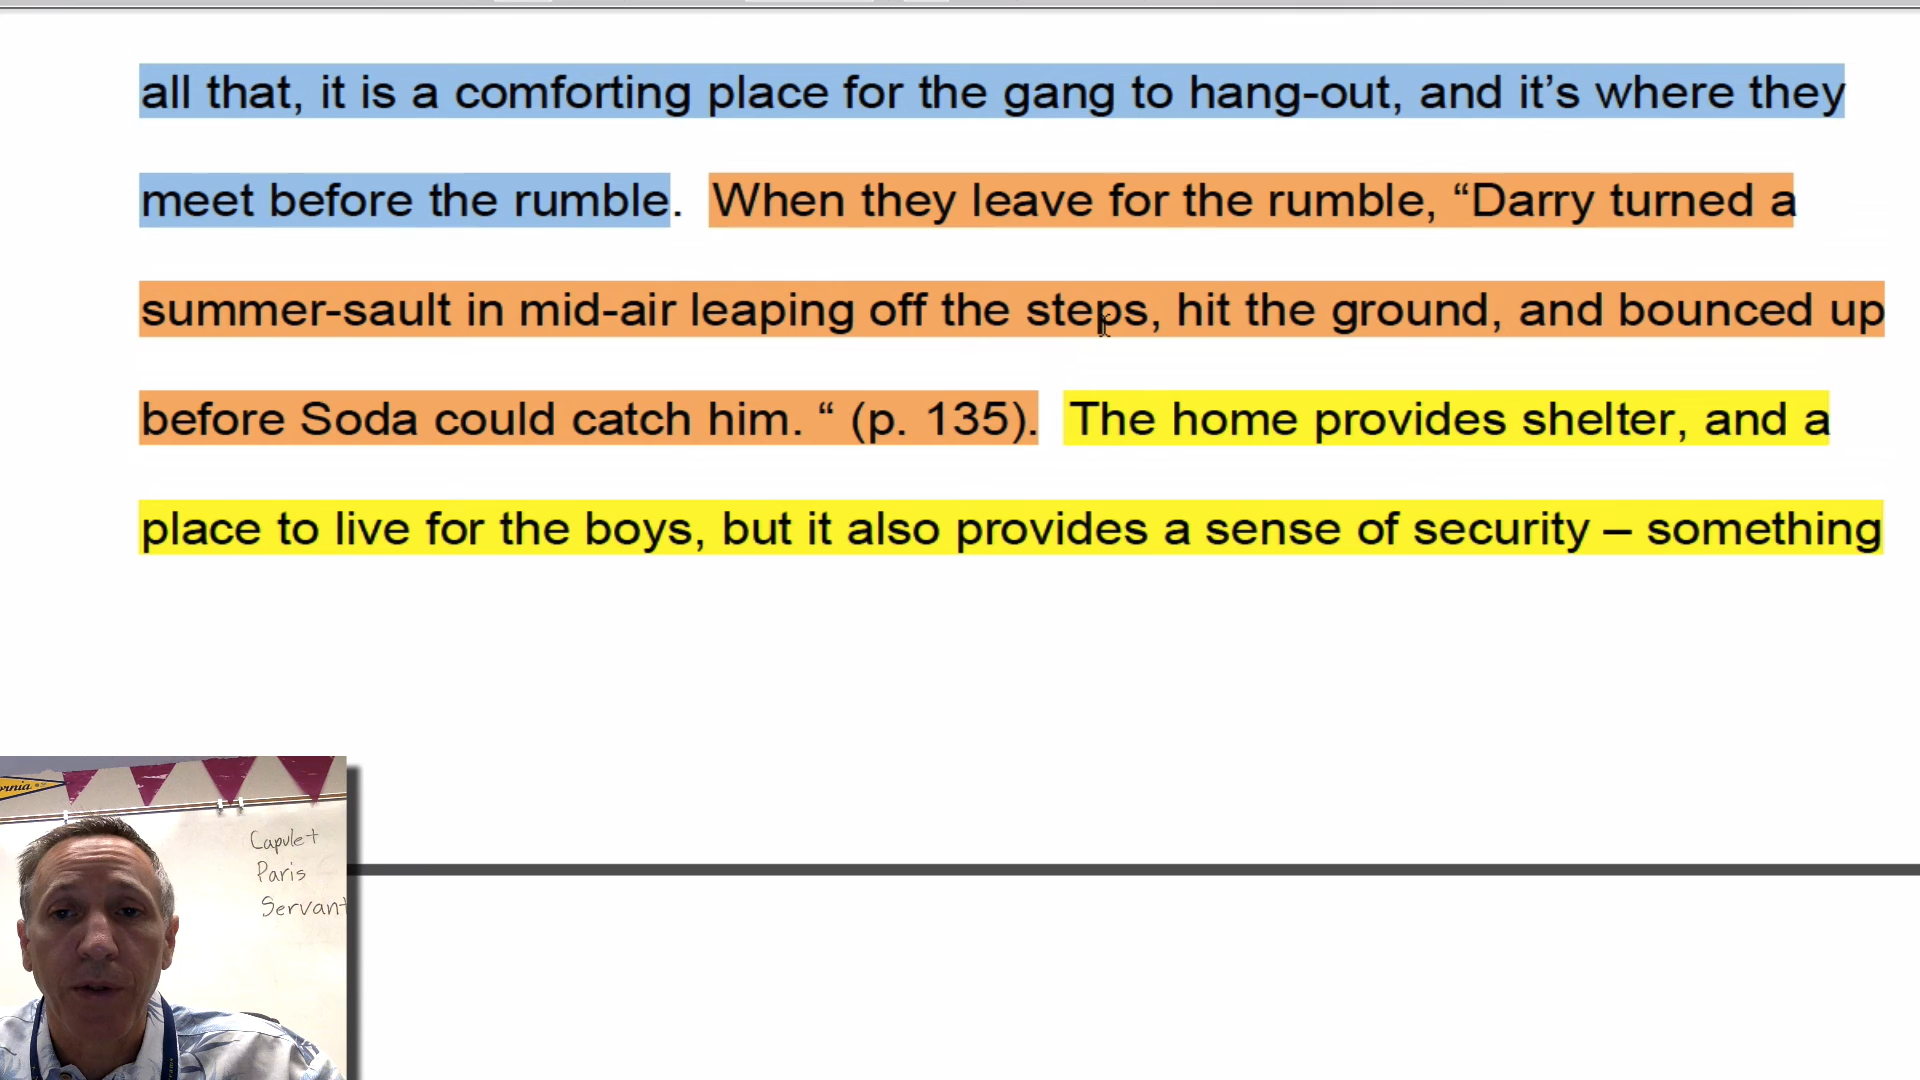 all that, it is a comforting place for the gang to hang-out, and it’s where they
meet before the rumble. When they leave for the rumble, “Darry turned a
summer-sault in mid-air leaping off the steps, hit the ground, and bounced up
before Soda could catch him. “ (p. 135). The home provides shelter, and a
place to live for the boys, but it also provides a sense of security – something
ornia
Capulet
Paris
Servant